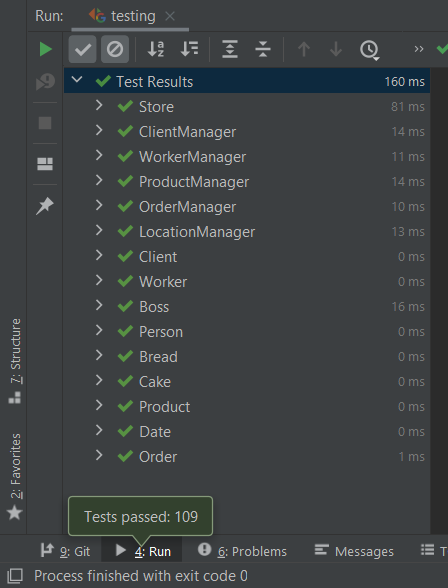 Run: testing
Test Results 160 ms
Store 81 ms
ClientManager 14 ms
WorkerManager 11 ms
ProductManager 14 ms
OrderManager 10 ms
LocationManager 13 ms
Client 0 ms
Worker 0 ms
Boss 16 ms
Person 0 ms
Bread 0 ms
Cake 0 ms
Product 0 ms
Date 0 ms
Order 1 ms
7: Structure
2: Favorites
Tests passed: 109
9: Git 4: Run 6: Problems Messages Terminal
Process finished with exit code 0